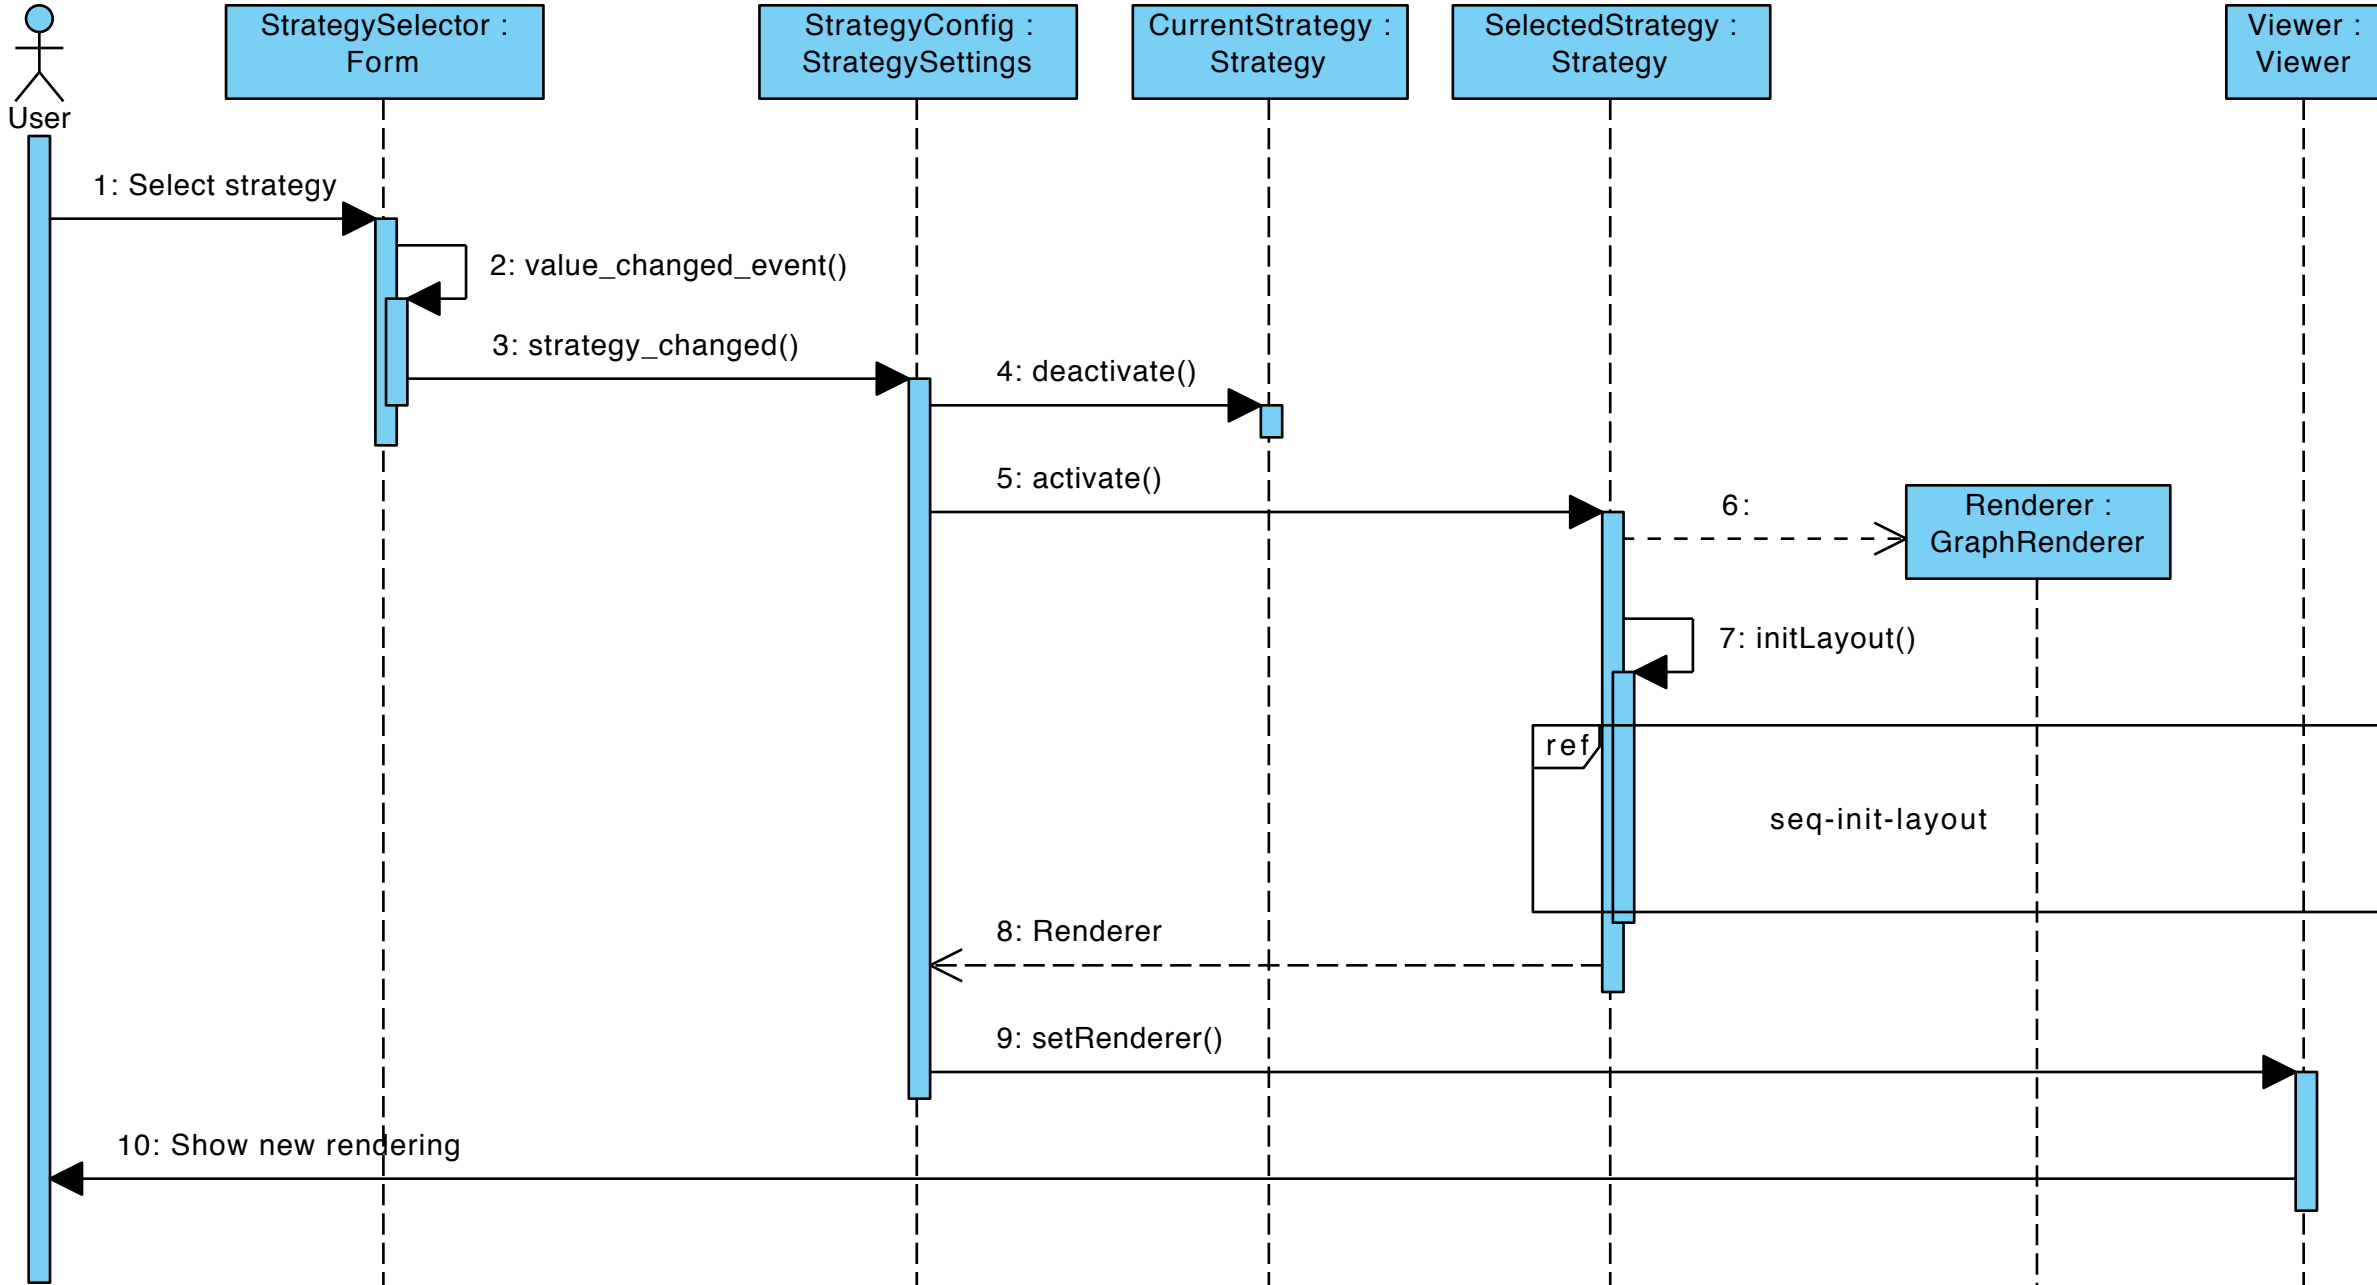 StrategySelector :
Form
StrategyConfig :
StrategySettings
CurrentStrategy :
Strategy
SelectedStrategy :
Strategy
Viewer :
Viewer
User
1: Select strategy
2: value_changed_event()
3: strategy_changed()
4: deactivate()
5: activate()
6:
Renderer :
GraphRenderer
7: initLayout()
ref
seq-init-layout
8: Renderer
9: setRenderer()
10: Show new rendering